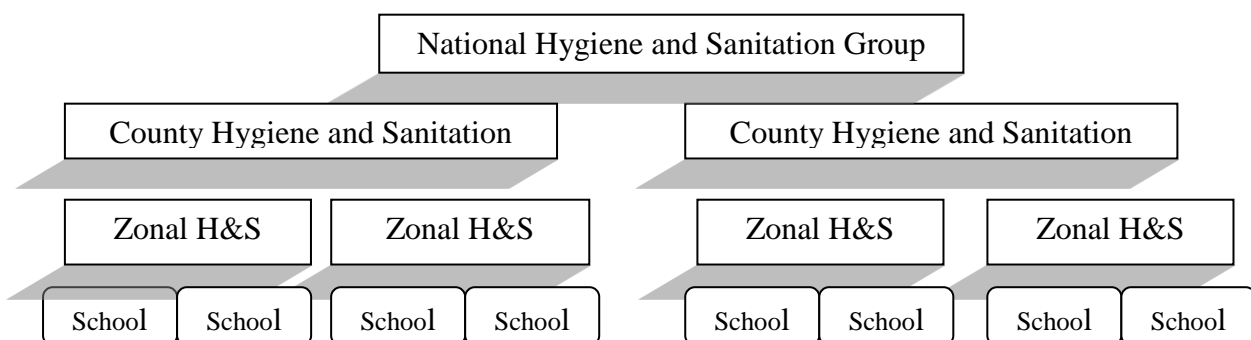 National Hygiene and Sanitation Group
County Hygiene and Sanitation County Hygiene and Sanitation
Zonal H&S Zonal H&S Zonal H&S Zonal H&S
School School School School School School School School